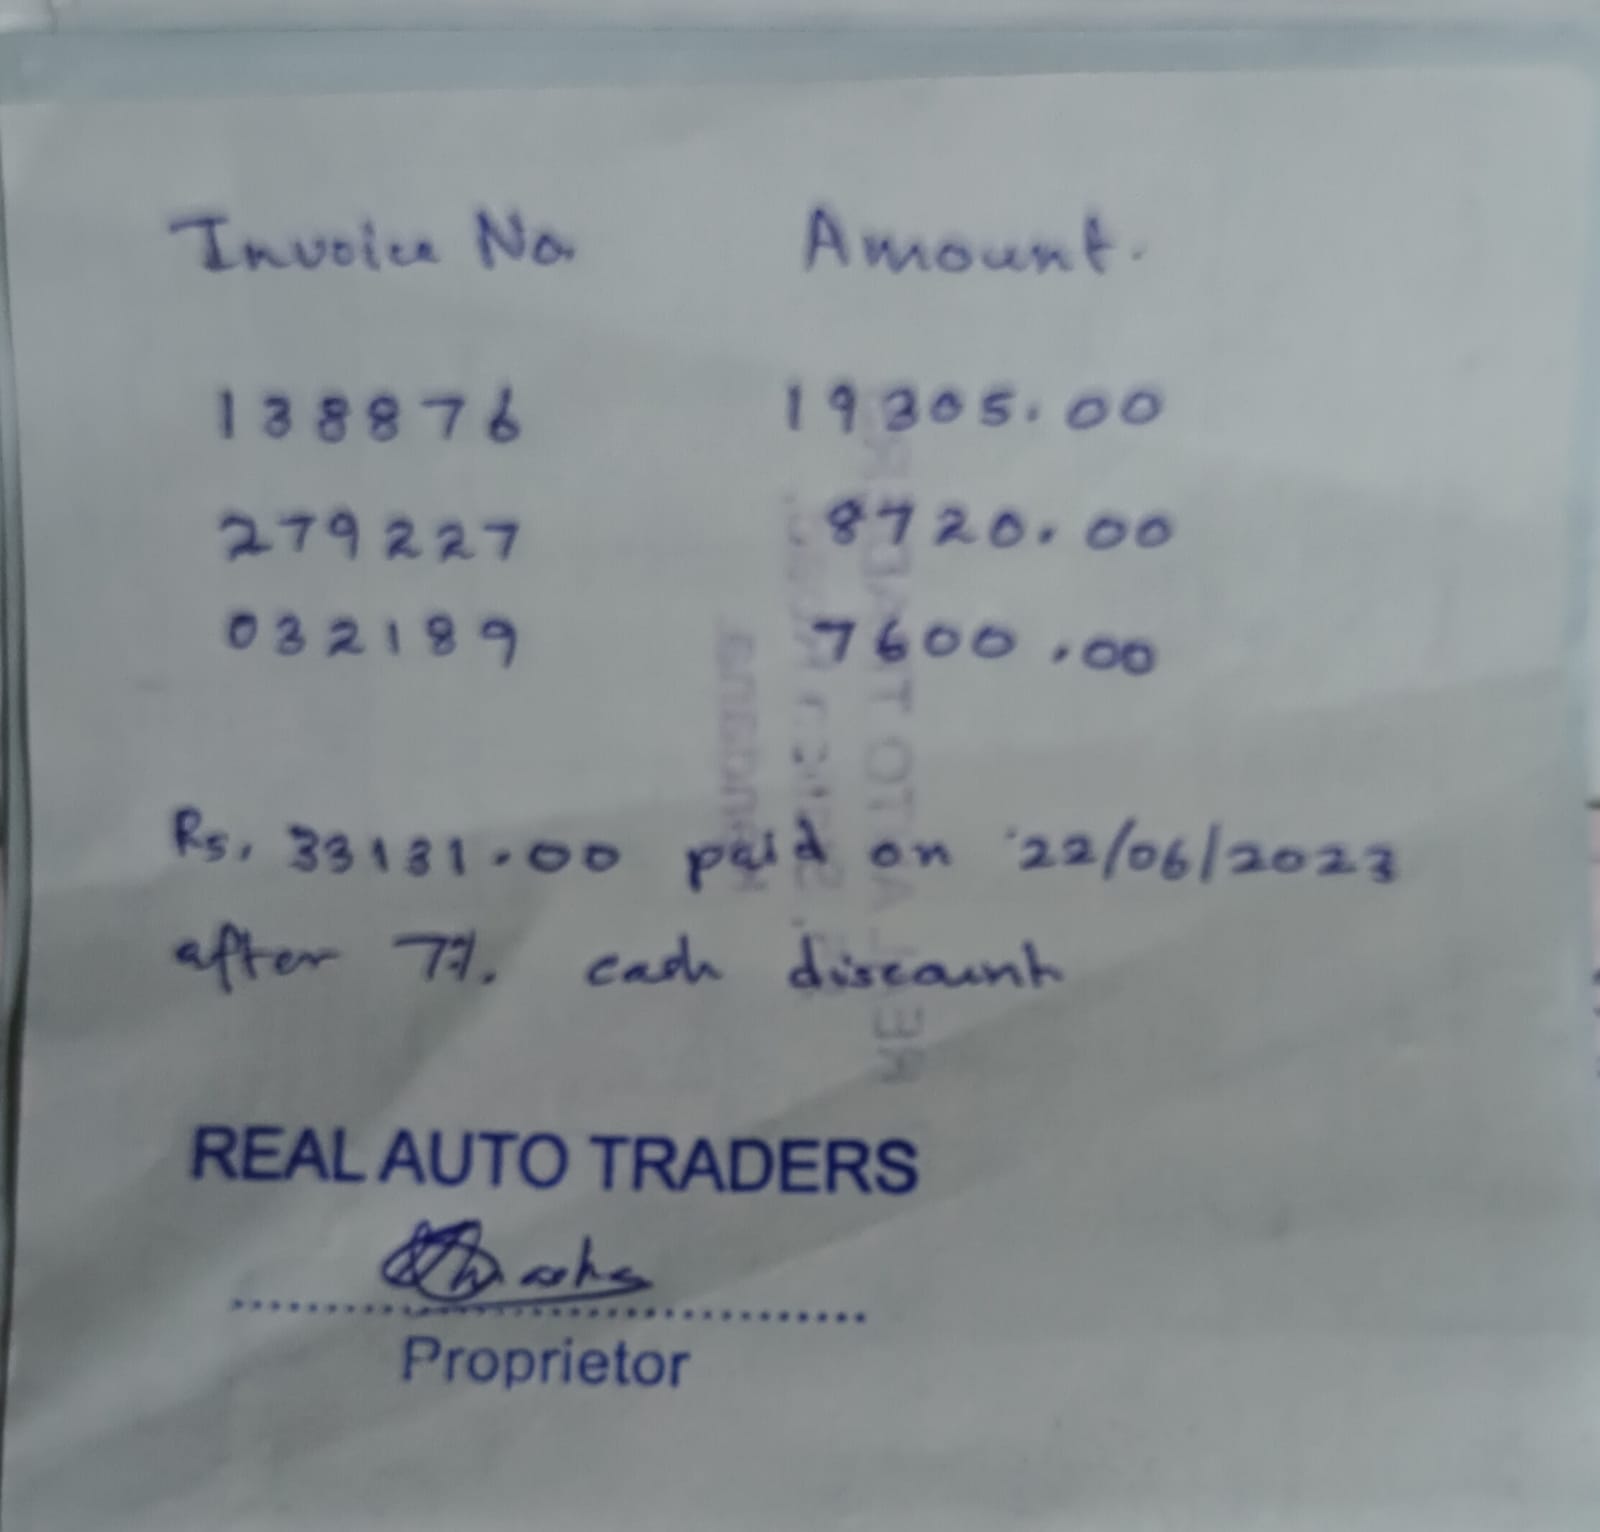 Invoice No. Amount.
138876 19305.00
279227 8720.00
032189 7600.00
Rs. 33131.00 paid on 22/06/2023
after 7%. cash discount
REAL AUTO TRADERS
Proprietor